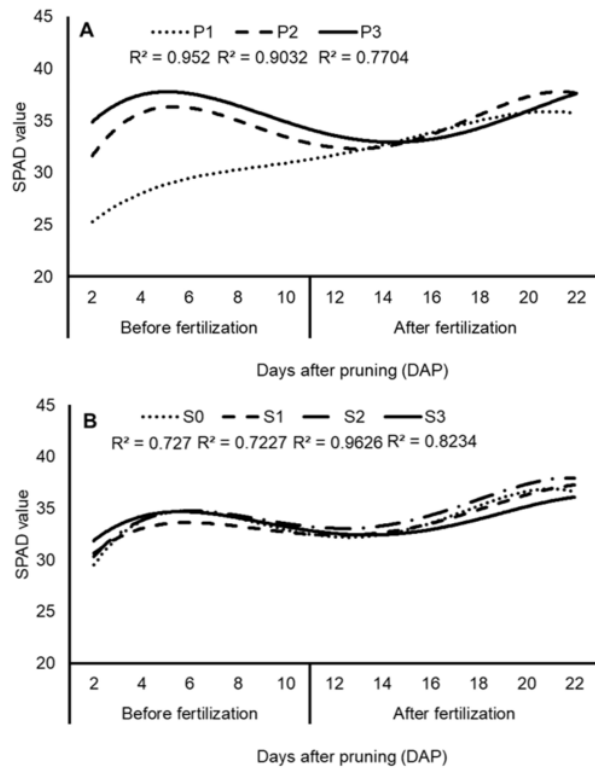 A
P1 P2 P3
R² = 0.952 R² = 0.9032 R² = 0.7704
45
40
35
30
25
20
SPAD value
2 4 6 8 10 12 14 16 18 20 22
Before fertilization After fertilization
Days after pruning (DAP)
B
S0 S1 S2 S3
R² = 0.727 R² = 0.7227 R² = 0.9626 R² = 0.8234
45
40
35
30
25
20
SPAD value
2 4 6 8 10 12 14 16 18 20 22
Before fertilization After fertilization
Days after pruning (DAP)